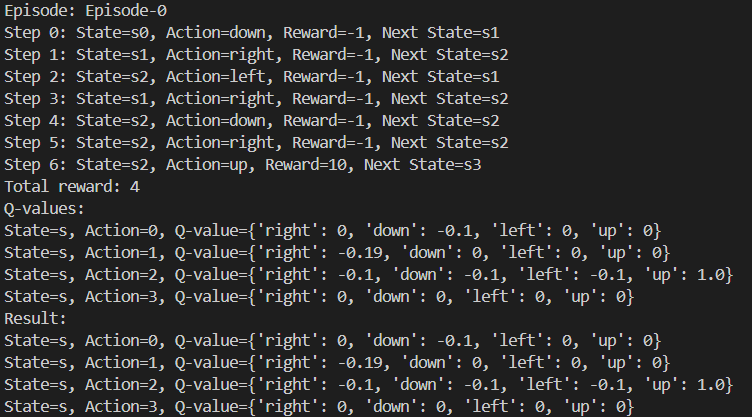 Episode: Episode-0
Step 0: State=s0, Action=down, Reward=-1, Next State=s1
Step 1: State=s1, Action=right, Reward=-1, Next State=s2
Step 2: State=s2, Action=left, Reward=-1, Next State=s1
Step 3: State=s1, Action=right, Reward=-1, Next State=s2
Step 4: State=s2, Action=down, Reward=-1, Next State=s2
Step 5: State=s2, Action=right, Reward=-1, Next State=s2
Step 6: State=s2, Action=up, Reward=10, Next State=s3
Total reward: 4
Q-values:
State=s, Action=0, Q-value={'right': 0, 'down': -0.1, 'left': 0, 'up': 0}
State=s, Action=1, Q-value={'right': -0.19, 'down': 0, 'left': 0, 'up': 0}
State=s, Action=2, Q-value={'right': -0.1, 'down': -0.1, 'left': -0.1, 'up': 1.0}
State=s, Action=3, Q-value={'right': 0, 'down': 0, 'left': 0, 'up': 0}
Result:
State=s, Action=0, Q-value={'right': 0, 'down': -0.1, 'left': 0, 'up': 0}
State=s, Action=1, Q-value={'right': -0.19, 'down': 0, 'left': 0, 'up': 0}
State=s, Action=2, Q-value={'right': -0.1, 'down': -0.1, 'left': -0.1, 'up': 1.0}
State=s, Action=3, Q-value={'right': 0, 'down': 0, 'left': 0, 'up': 0}